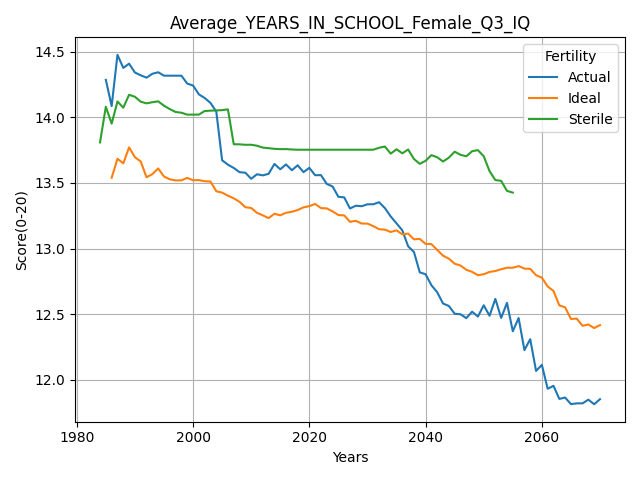 Average_YEARS_IN_SCHOOL_Female_Q3_IQ
Fertility
Actual
Ideal
Sterile
Score(0-20)
14.5
14.0
13.5
13.0
12.5
12.0
1980
2000
2020
2040
2060
Years